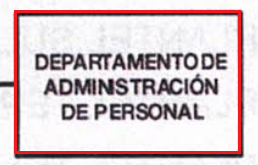 DEPARTAMENTO DE
ADMINISTRACIÓN
DE PERSONAL